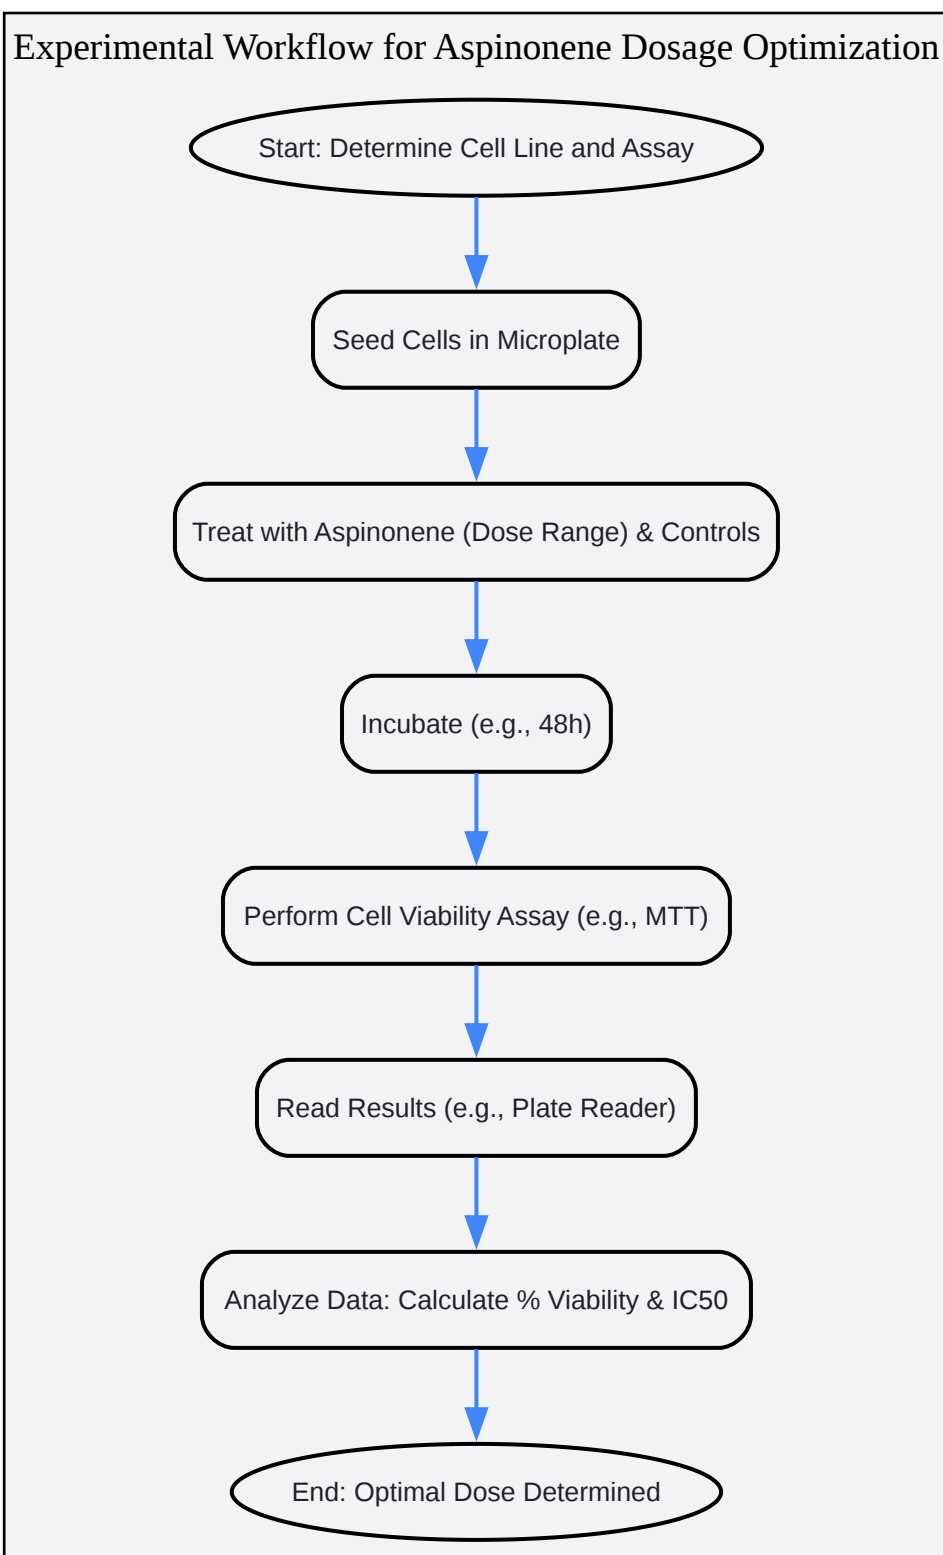 Experimental Workflow for Aspinonene Dosage Optimization
Start: Determine Cell Line and Assay
Seed Cells in Microplate
Treat with Aspinonene (Dose Range) & Controls
Incubate (e.g., 48h)
Perform Cell Viability Assay (e.g., MTT)
Read Results (e.g., Plate Reader)
Analyze Data: Calculate % Viability & IC50
End: Optimal Dose Determined